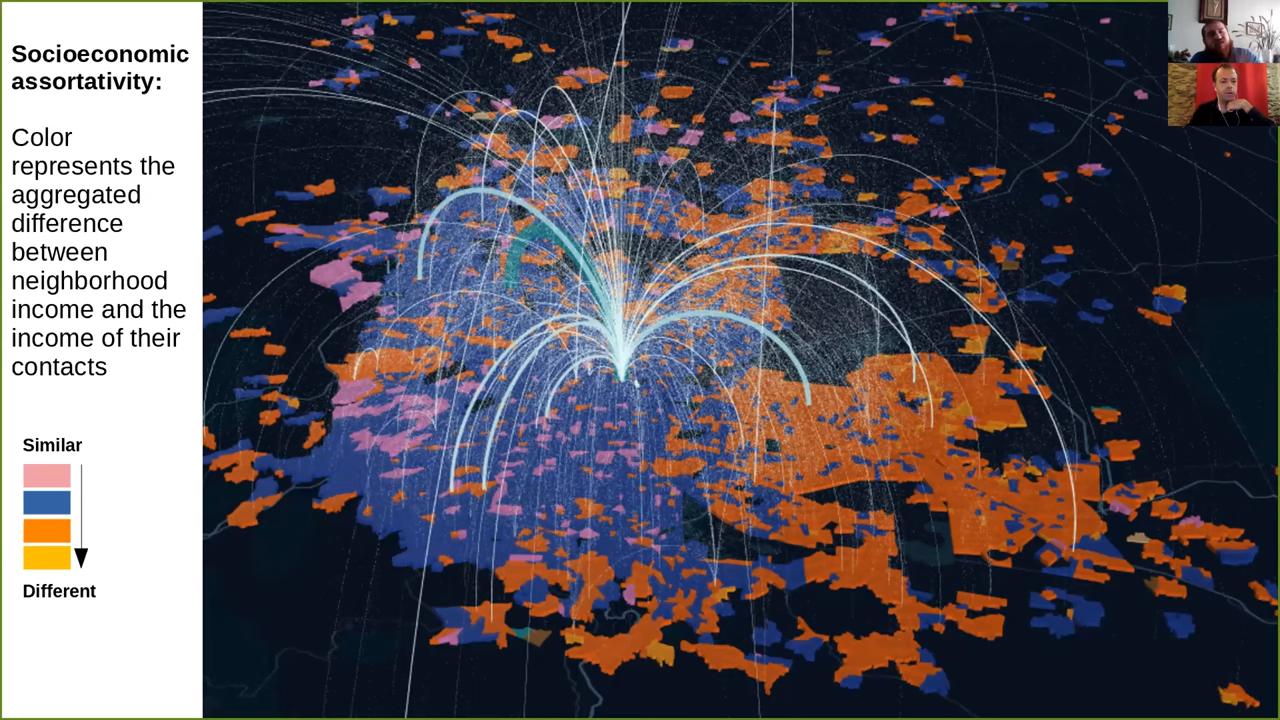 Socioeconomic
assortativity:
Color
represents the
aggregated
difference
between
neighborhood
income and the
income of their
contacts
Similar
Different